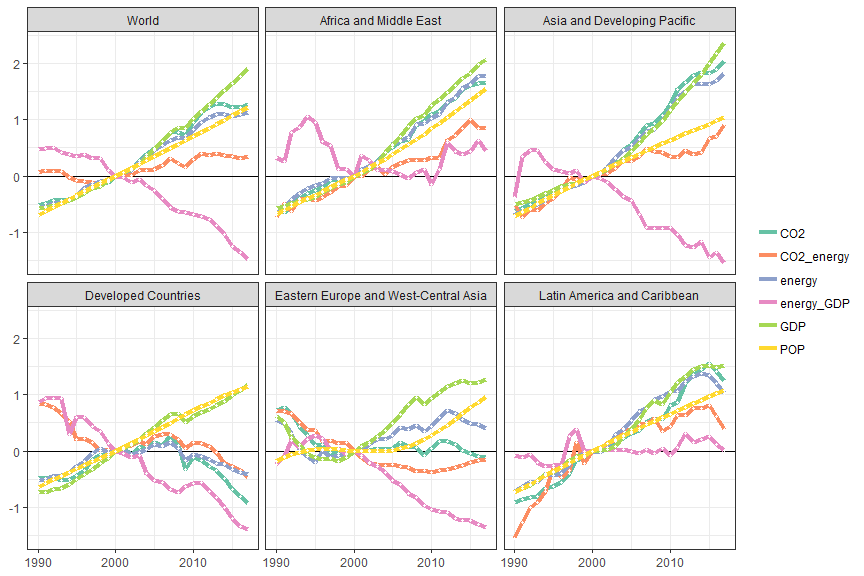 World
Africa and Middle East
Asia and Developing Pacific
2
1
0
-1
Developed Countries
Eastern Europe and West-Central Asia
Latin America and Caribbean
2
1
0
-1
1990
2000
2010
1990
2000
2010
1990
2000
2010
CO2
CO2_energy
energy
energy_GDP
GDP
POP